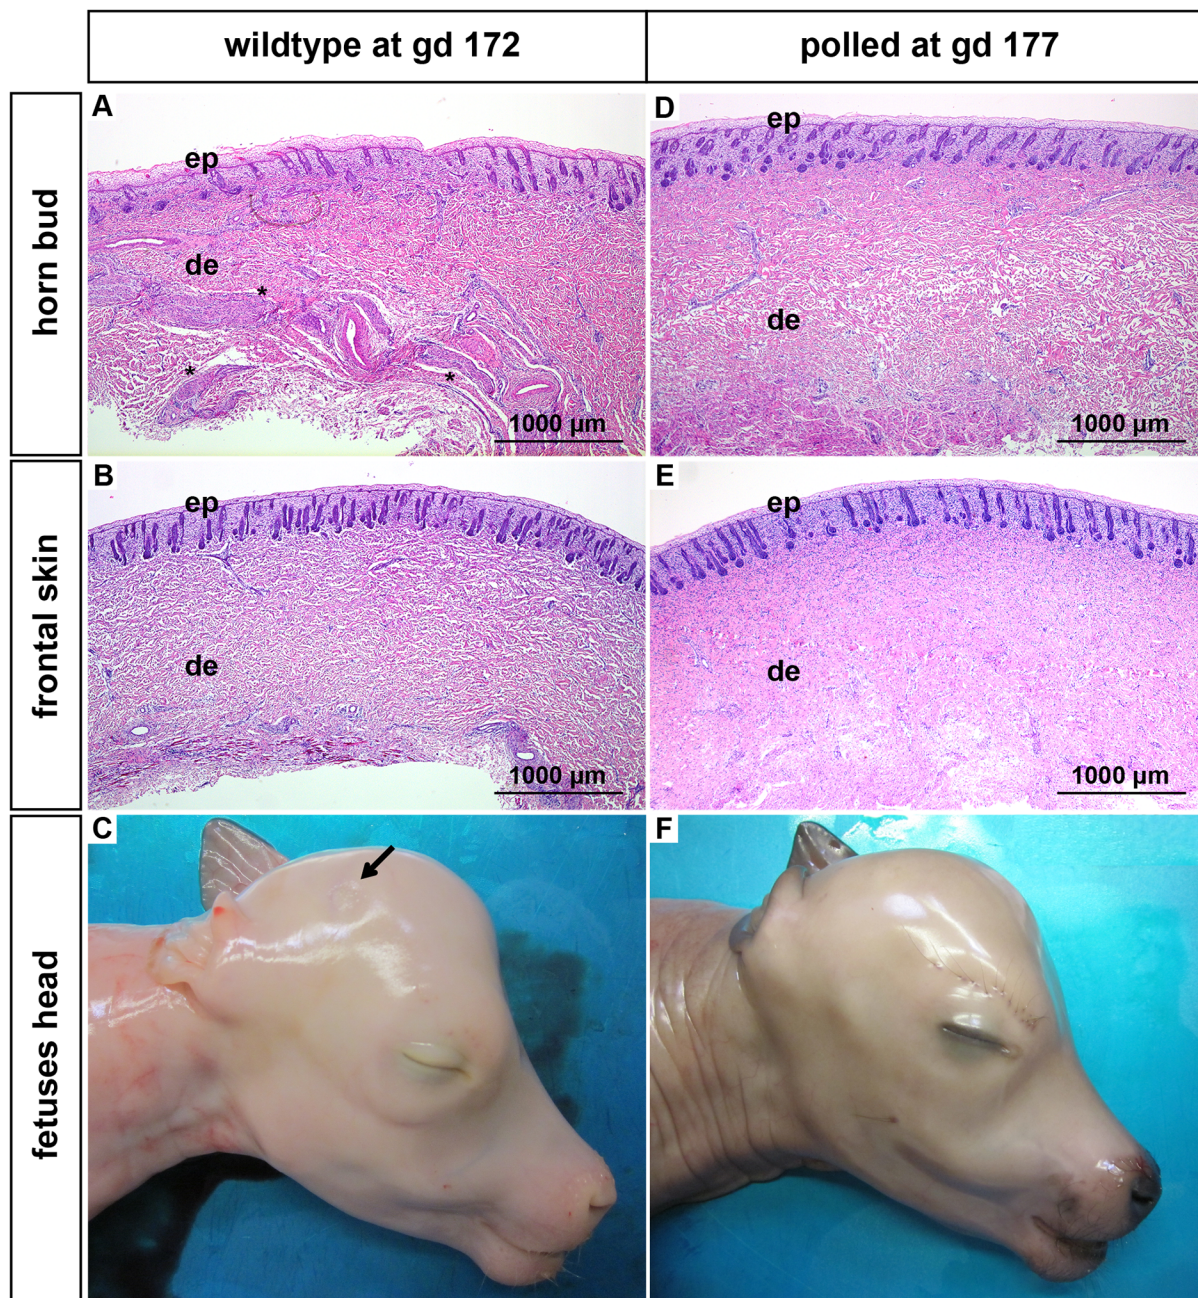 wildtype at gd 172
polled at gd 177
horn bud
A
ep
de
*
*
*
1000 µm
D
ep
de
1000 µm
frontal skin
B
ep
de
1000 µm
E
ep
de
1000 µm
fetuses head
C
F